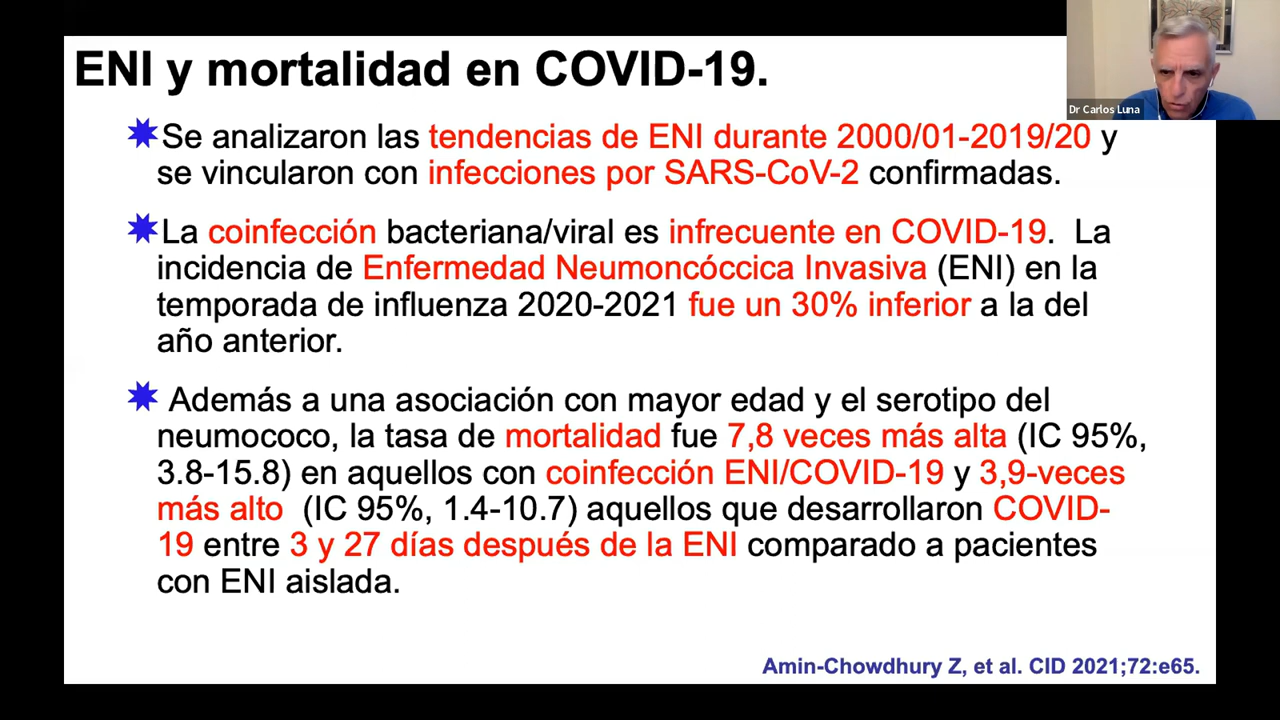 ENI y mortalidad en COVID-19.
Dr Carlos Luna
Se analizaron las tendencias de ENI durante 2000/01-2019/20 y
se vincularon con infecciones por SARS-CoV-2 confirmadas.
La coinfección bacteriana/viral es infrecuente en COVID-19. La
incidencia de Enfermedad Neumoncóccica Invasiva (ENI) en la
temporada de influenza 2020-2021 fue un 30% inferior a la del
año anterior.
Además a una asociación con mayor edad y el serotipo del
neumococo, la tasa de mortalidad fue 7,8 veces más alta (IC 95%,
3.8-15.8) en aquellos con coinfección ENI/COVID-19 y 3,9-veces
más alto (IC 95%, 1.4-10.7) aquellos que desarrollaron COVID-
19 entre 3 y 27 días después de la ENI comparado a pacientes
con ENI aislada.
Amin-Chowdhury Z, et al. CID 2021;72:e65.